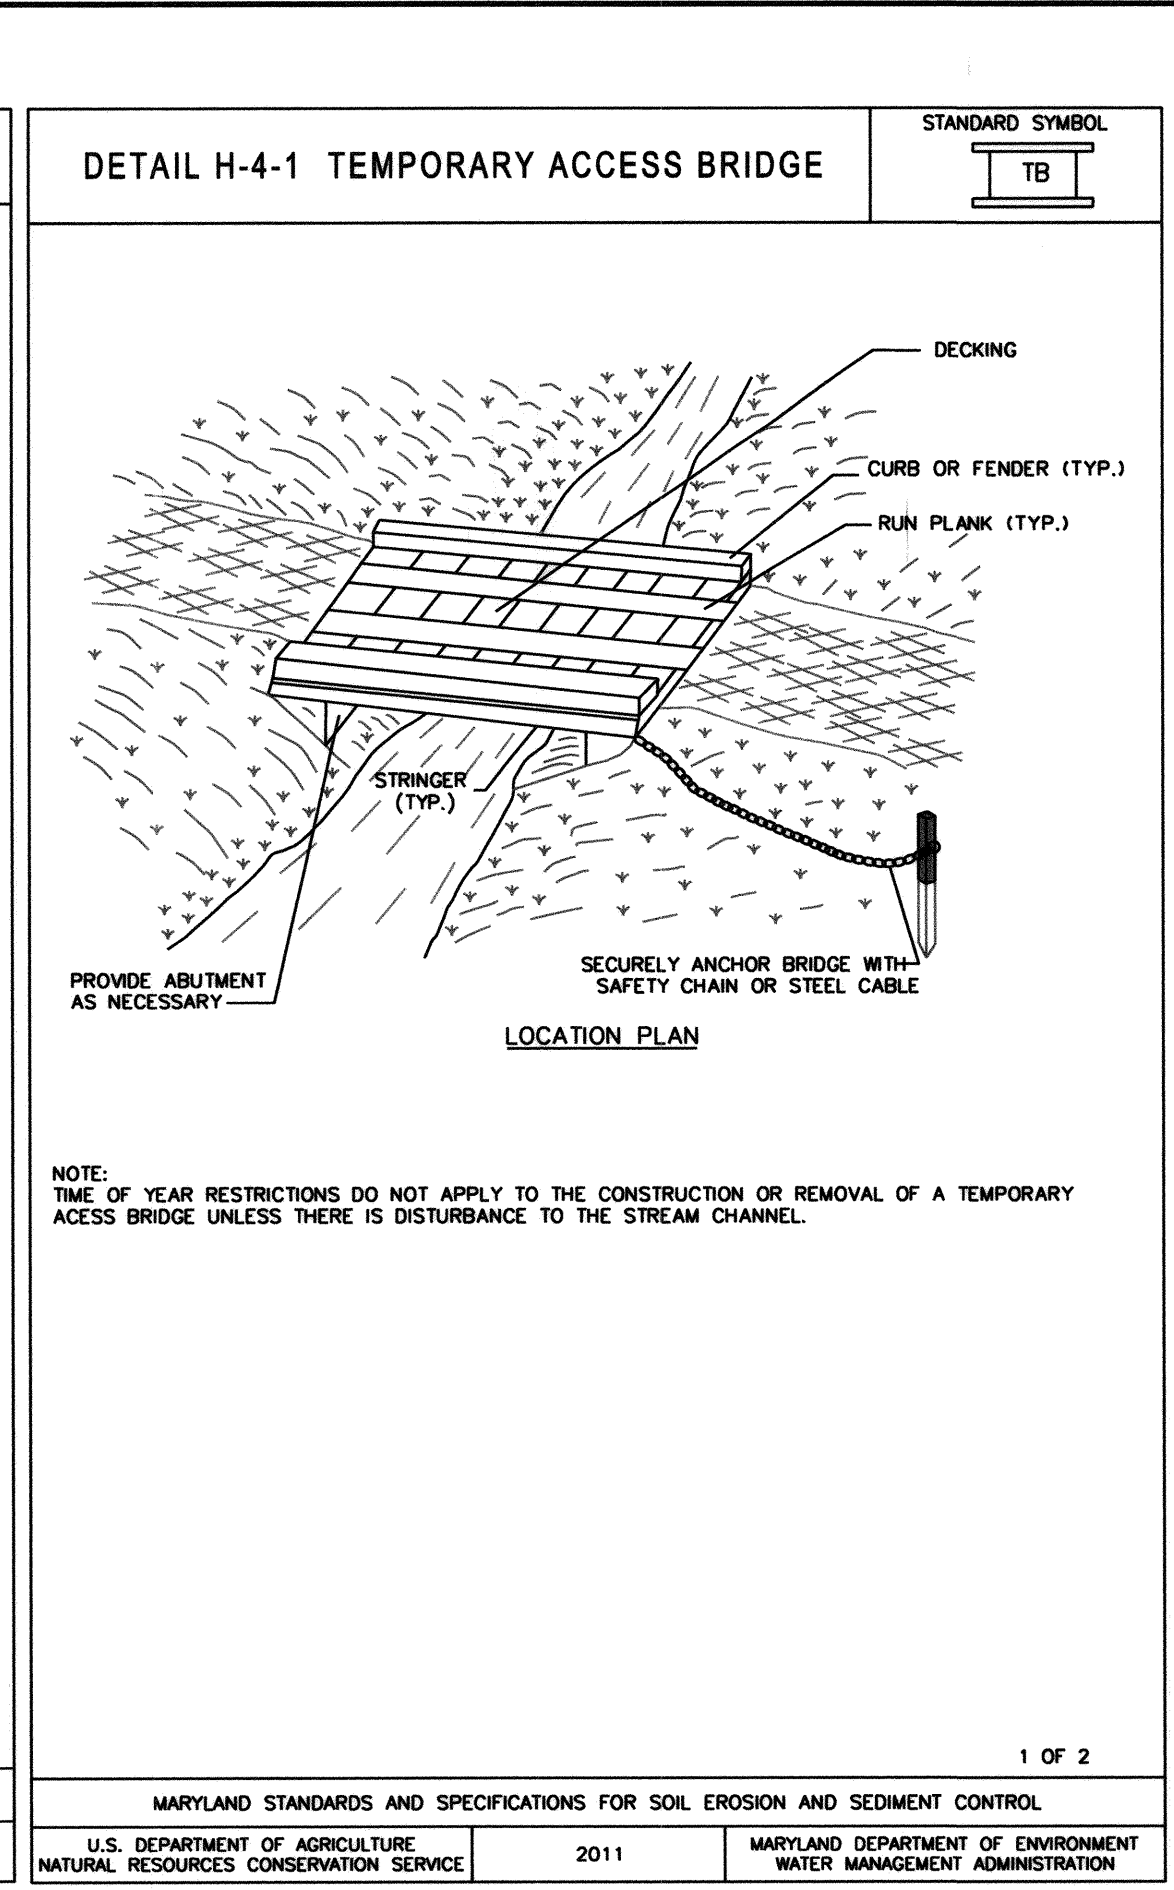 DETAIL H-4-1 TEMPORARY ACCESS BRIDGE
STANDARD SYMBOL
TB
DECKING
CURB OR FENDER (TYP.)
RUN PLANK (TYP.)
STRINGER
(TYP.)
PROVIDE ABUTMENT
AS NECESSARY
SECURELY ANCHOR BRIDGE WITH
SAFETY CHAIN OR STEEL CABLE
LOCATION PLAN
NOTE:
TIME OF YEAR RESTRICTIONS DO NOT APPLY TO THE CONSTRUCTION OR REMOVAL OF A TEMPORARY
ACESS BRIDGE UNLESS THERE IS DISTURBANCE TO THE STREAM CHANNEL.
1 OF 2
MARYLAND STANDARDS AND SPECIFICATIONS FOR SOIL EROSION AND SEDIMENT CONTROL
U.S. DEPARTMENT OF AGRICULTURE
NATURAL RESOURCES CONSERVATION SERVICE
2011
MARYLAND DEPARTMENT OF ENVIRONMENT
WATER MANAGEMENT ADMINISTRATION